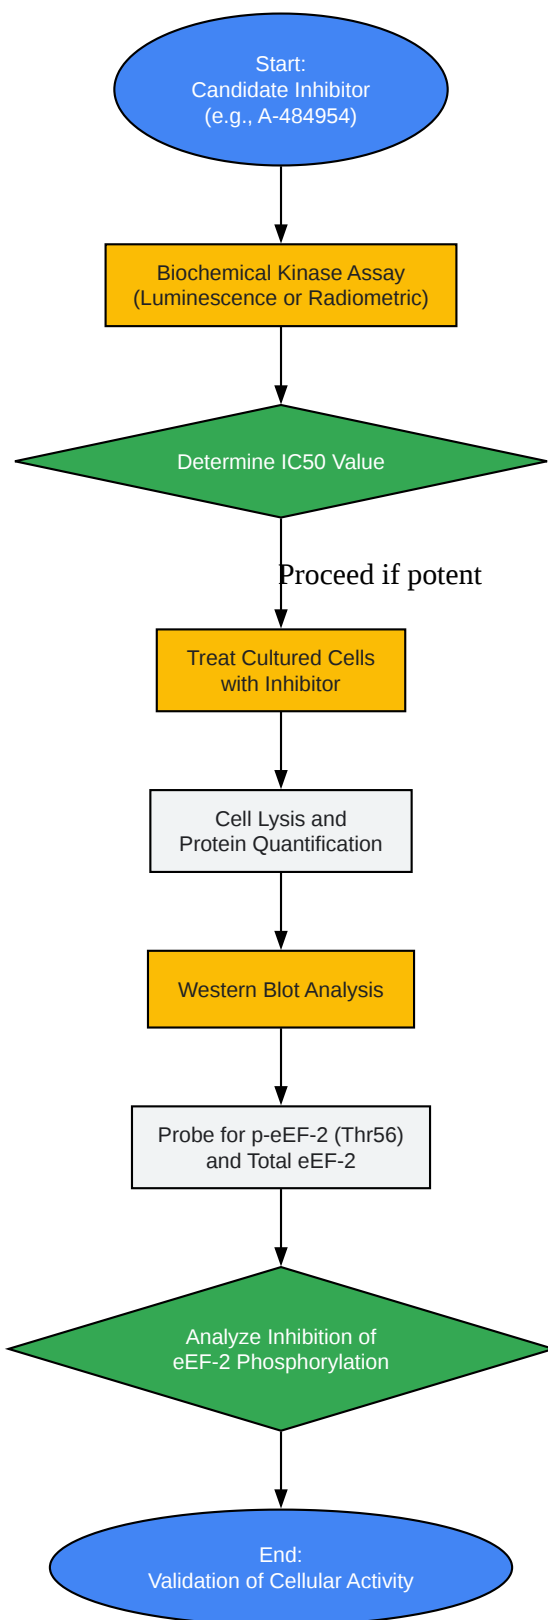 Start:
Candidate Inhibitor
(e.g., A-484954)
Biochemical Kinase Assay
(Luminescence or Radiometric)
Determine IC50 Value
Proceed if potent
Treat Cultured Cells
with Inhibitor
Cell Lysis and
Protein Quantification
Western Blot Analysis
Probe for p-eEF-2 (Thr56)
and Total eEF-2
Analyze Inhibition of
eEF-2 Phosphorylation
End:
Validation of Cellular Activity